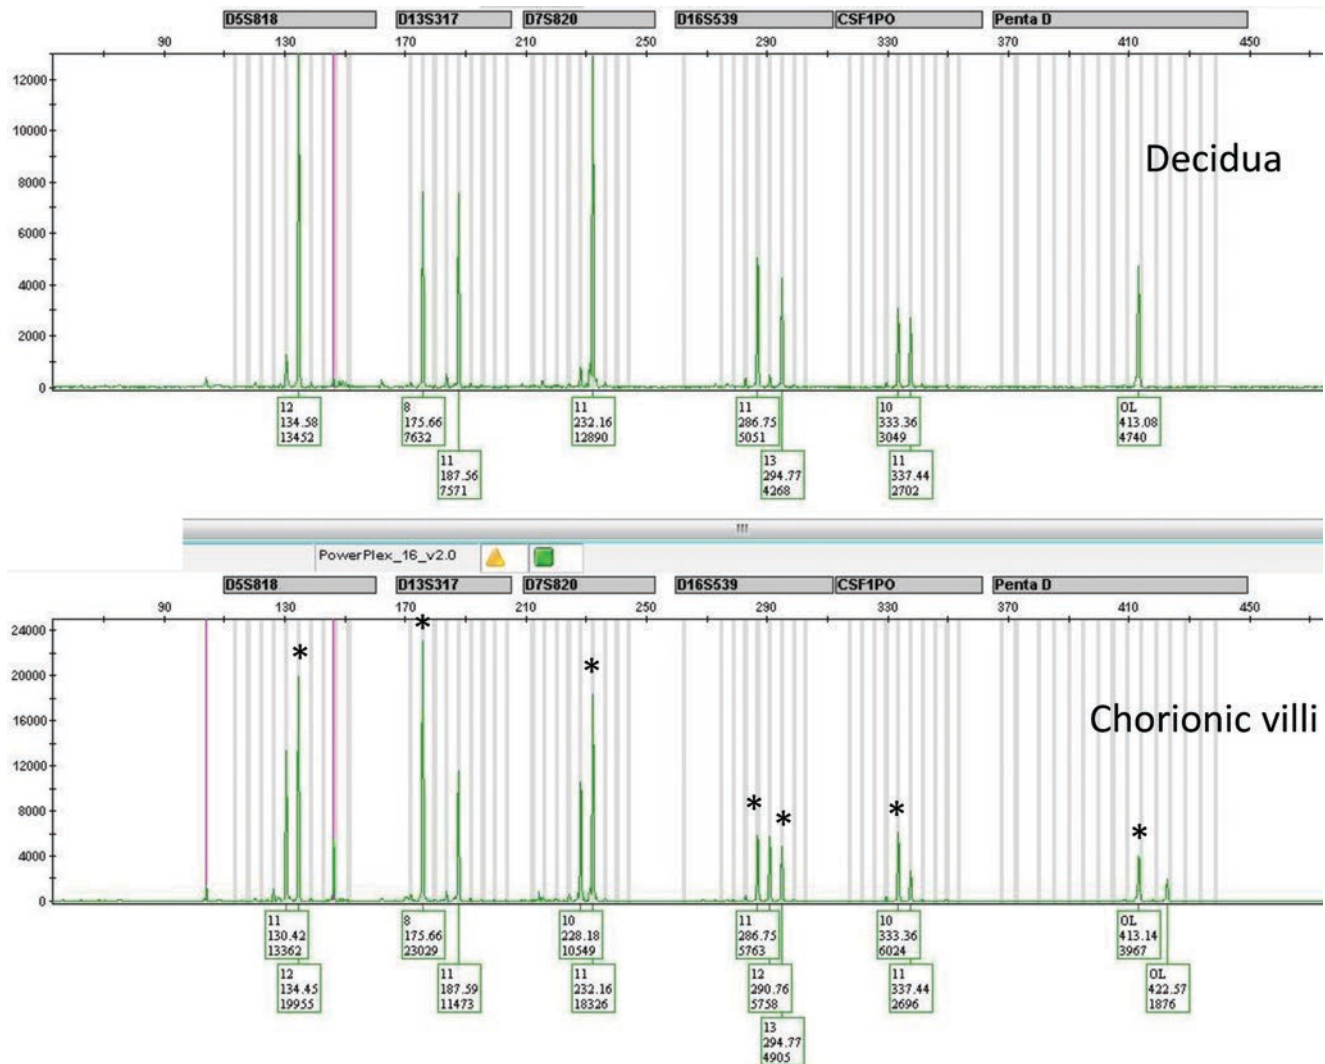 D5S818 D13S317 D7S820 D16S539 CSF1PO Penta D
90 130 170 210 250 290 330 370 410 450
12000
10000
8000
6000
4000
2000
0
Decidua
12 8 11 11 10 OL
134.58 175.66 232.16 286.75 333.36 413.08
13452 7632 12890 5051 3049 4740
11 13 11
187.56 294.77 337.44
7571 4268 2702
PowerPlex_16_v2.0
D5S818 D13S317 D7S820 D16S539 CSF1PO Penta D
90 130 170 210 250 290 330 370 410 450
24000
20000
16000
12000
8000
4000
0
* * * * * * *
Chorionic villi
11 8 10 11 10 OL
130.42 175.66 228.18 286.75 333.36 413.14
13362 23029 10549 5763 6024 3967
12 11 11 12 11 OL
134.45 187.59 232.16 290.76 337.44 422.57
19955 11473 18326 5758 2696 1876
13
294.77
4905